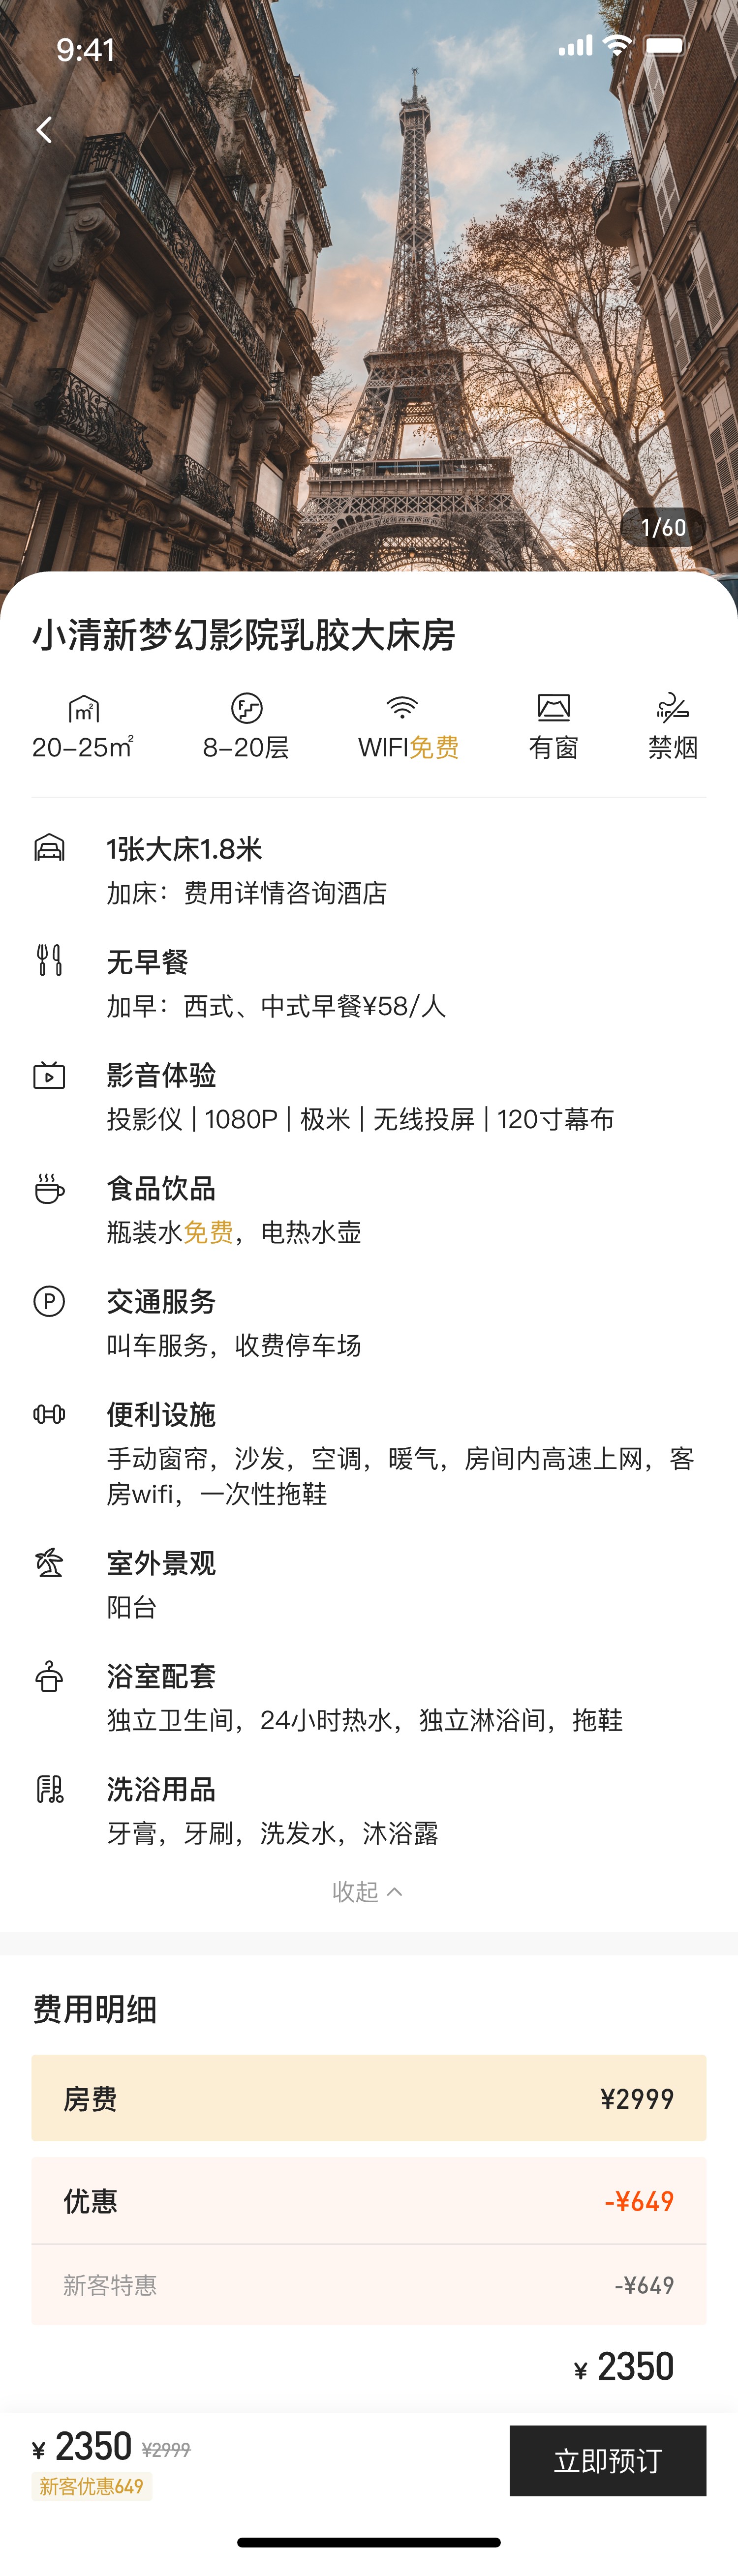 9:41
1/60
小清新梦幻影院乳胶大床房
m²
20-25㎡
8-20层
WIFI免费
有窗
禁烟
1张大床1.8米
加床：费用详情咨询酒店
无早餐
加早：西式、中式早餐¥58/人
影音体验
投影仪 | 1080P | 极米 | 无线投屏 | 120寸幕布
食品饮品
瓶装水免费，电热水壶
P
交通服务
叫车服务，收费停车场
便利设施
手动窗帘，沙发，空调，暖气，房间内高速上网，客
房wifi，一次性拖鞋
室外景观
阳台
浴室配套
独立卫生间，24小时热水，独立淋浴间，拖鞋
洗浴用品
牙膏，牙刷，洗发水，沐浴露
收起
费用明细
房费 ¥2999
优惠 -¥649
新客特惠 -¥649
¥ 2350
¥ 2350 ¥2999
新客优惠649
立即预订